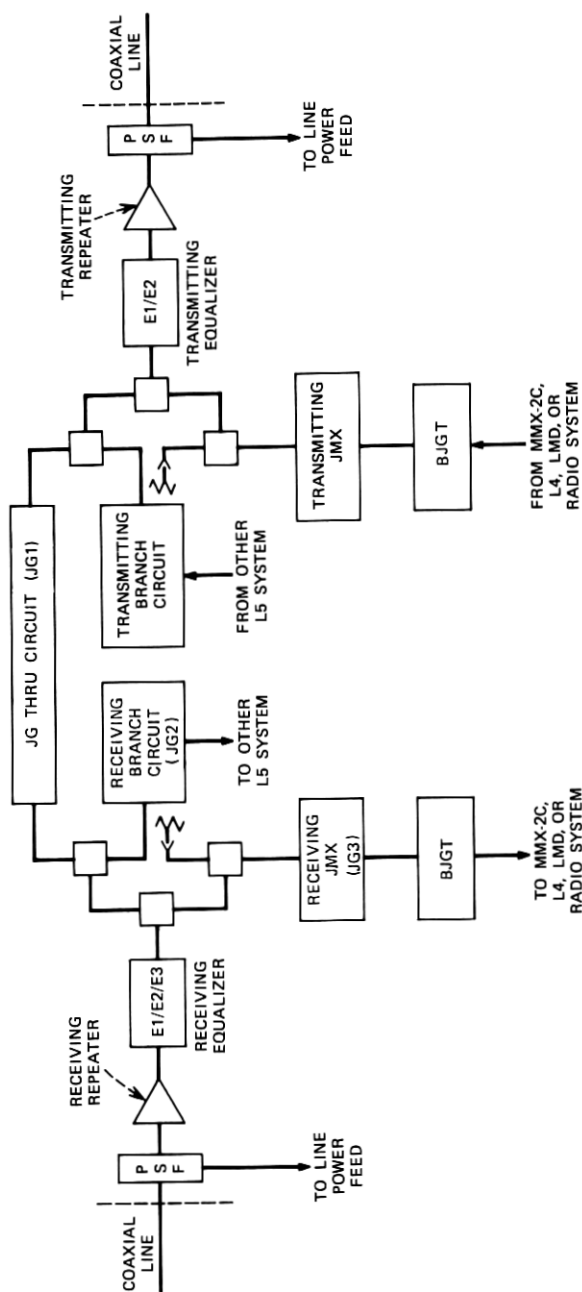 COAXIAL
LINE
P
S
F
TO LINE
POWER
FEED
RECEIVING
REPEATER
E1/E2/E3
RECEIVING
EQUALIZER
JG THRU CIRCUIT (JG1)
RECEIVING
BRANCH
CIRCUIT
(JG2)
TO OTHER
L5 SYSTEM
RECEIVING
JMX
(JG3)
BJGT
TO MMX-2C,
L4, LMD, OR
RADIO SYSTEM
TRANSMITTING
BRANCH
CIRCUIT
FROM OTHER
L5 SYSTEM
TRANSMITTING
JMX
BJGT
FROM MMX-2C,
L4, LMD, OR
RADIO SYSTEM
E1/E2
TRANSMITTING
EQUALIZER
TRANSMITTING
REPEATER
P
S
F
TO LINE
POWER
FEED
COAXIAL
LINE